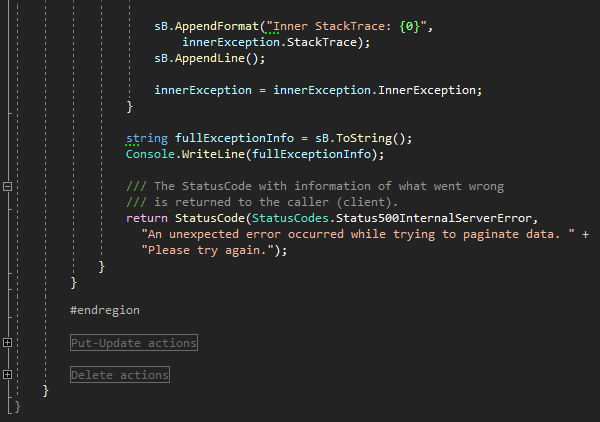 sB.AppendFormat("Inner StackTrace: {0}",
innerException.StackTrace);
sB.AppendLine();
innerException = innerException.InnerException;
}
string fullExceptionInfo = sB.ToString();
Console.WriteLine(fullExceptionInfo);
/// The StatusCode with information of what went wrong
/// is returned to the caller (client).
return StatusCode(StatusCodes.Status500InternalServerError,
"An unexpected error occurred while trying to paginate data. " +
"Please try again.");
}
}
#endregion
Put-Update actions
Delete actions
}
}